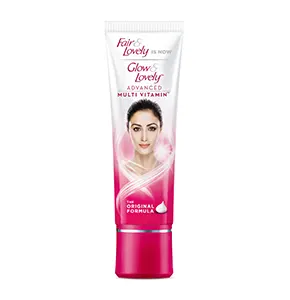 Fair & Lovely IS NOW
Glow & Lovely
ADVANCED
MULTI VITAMIN
THE
ORIGINAL
FORMULA